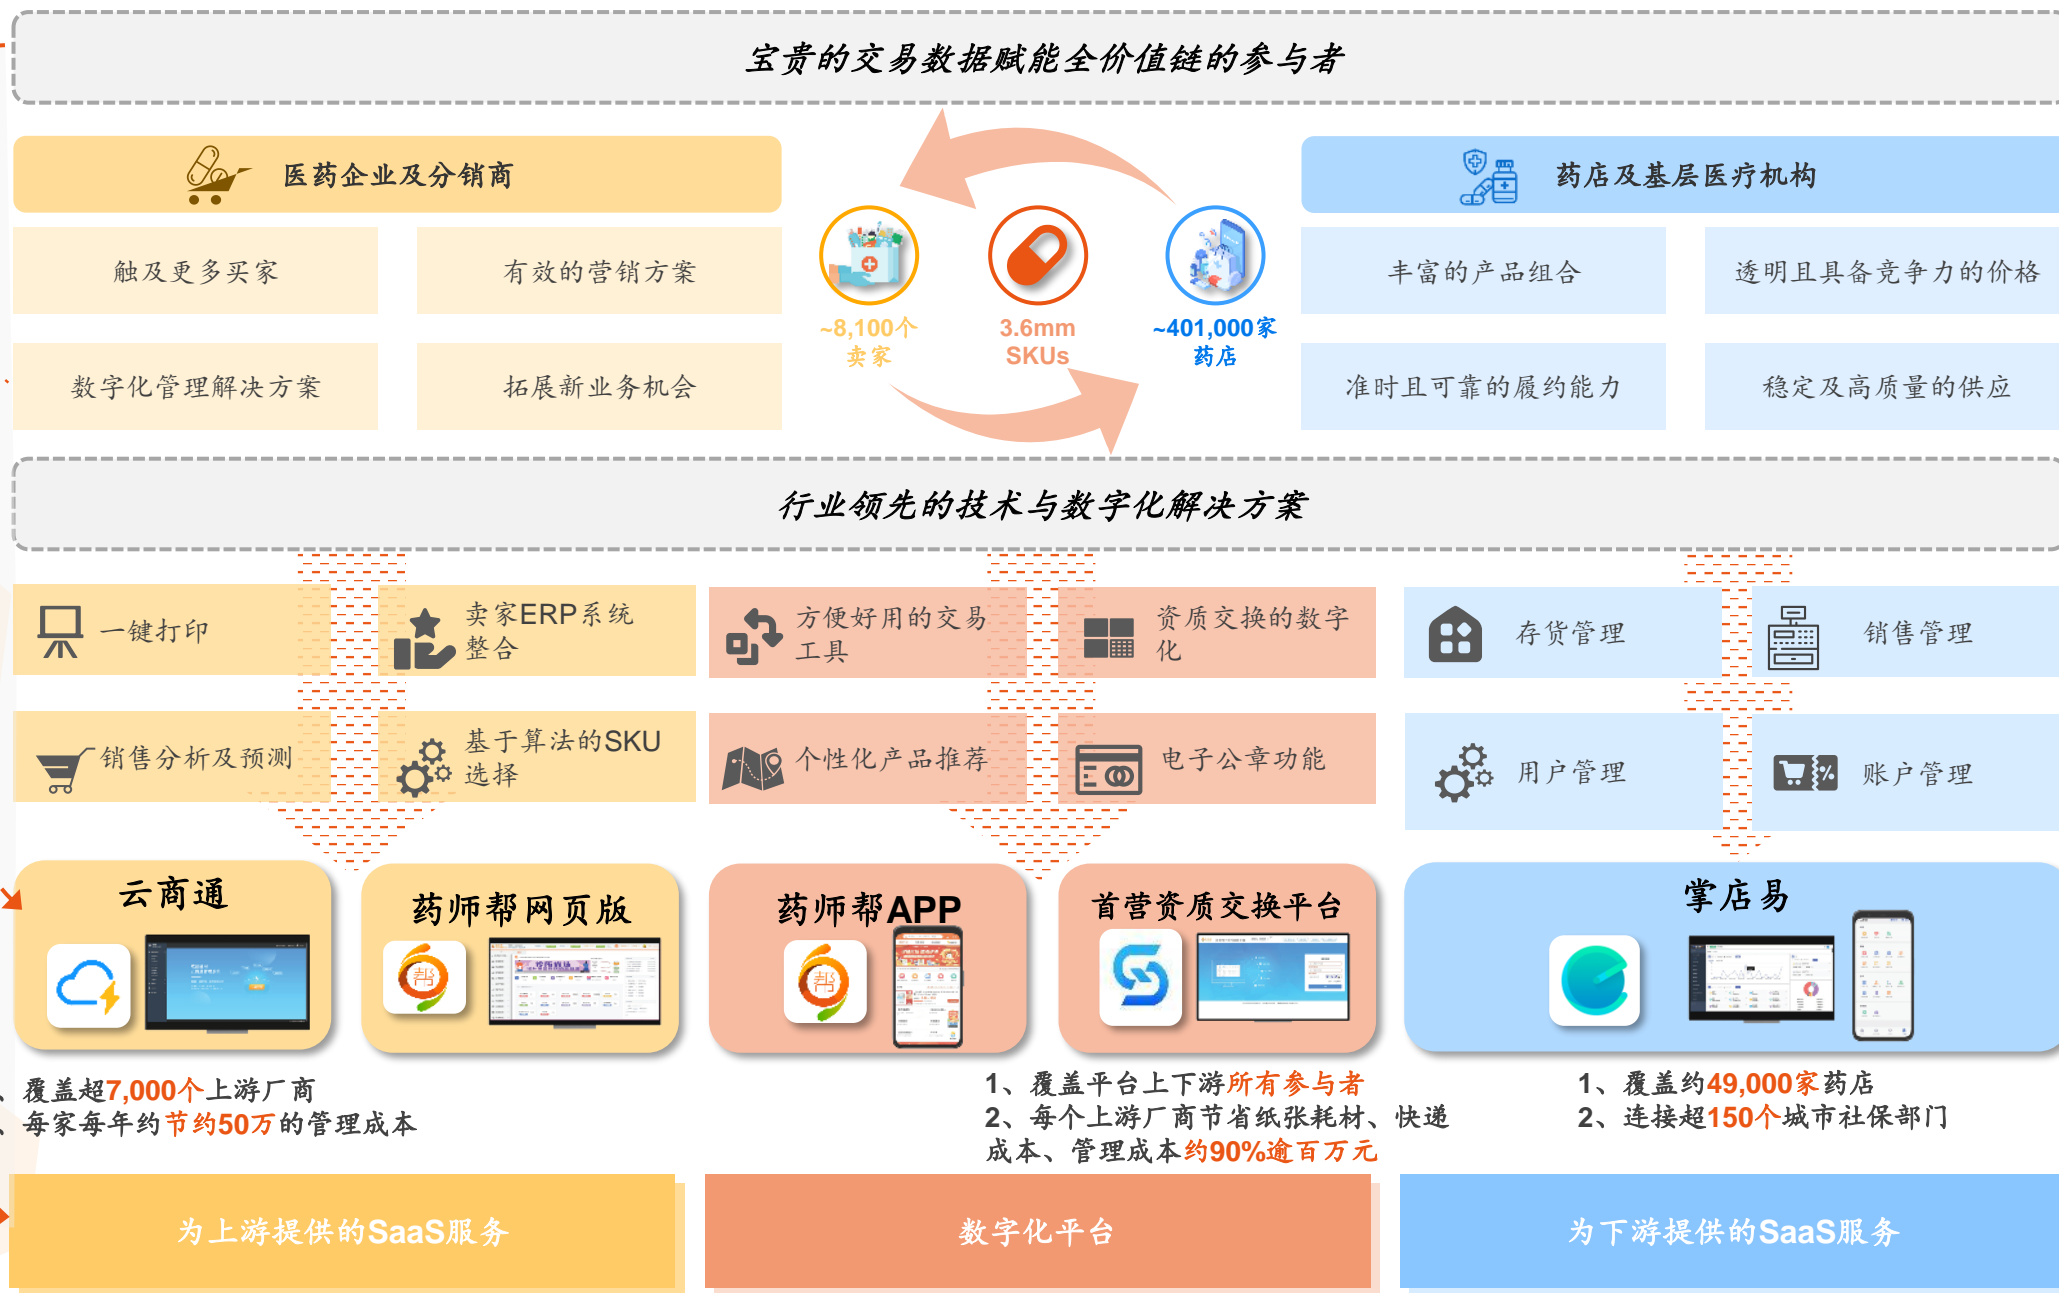 宝贵的交易数据赋能全价值链的参与者
医药企业及分销商
药店及基层医疗机构
触及更多买家
有效的营销方案
数字化管理解决方案
拓展新业务机会
~8,100个
卖家
3.6mm
SKUs
~401,000家
药店
丰富的产品组合
透明且具备竞争力的价格
准时且可靠的履约能力
稳定及高质量的供应
行业领先的技术与数字化解决方案
一键打印
卖家ERP系统
整合
销售分析及预测
基于算法的SKU
选择
方便好用的交易
工具
资质交换的数字
化
个性化产品推荐
电子公章功能
存货管理
销售管理
用户管理
账户管理
云商通
药师帮网页版
帮
药师帮APP
帮
首营资质交换平台
掌店易
、覆盖超7,000个上游厂商
、每家每年约节约50万的管理成本
1、覆盖平台上下游所有参与者
2、每个上游厂商节省纸张耗材、快递
成本、管理成本约90%逾百万元
1、覆盖约49,000家药店
2、连接超150个城市社保部门
为上游提供的SaaS服务
数字化平台
为下游提供的SaaS服务